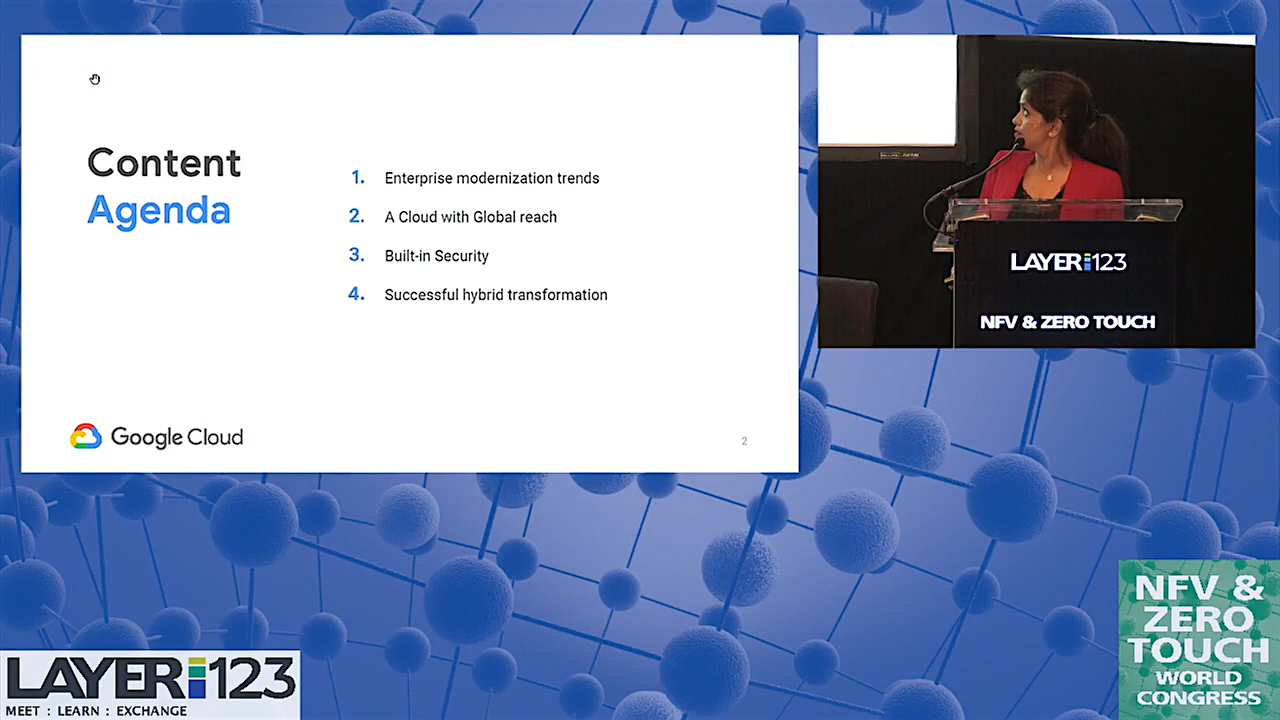 Content
Agenda
1. Enterprise modernization trends
2. A Cloud with Global reach
3. Built-in Security
4. Successful hybrid transformation
Google Cloud
2
LAYER123
NFV & ZERO TOUCH
LAYER123
MEET : LEARN : EXCHANGE
NFV &
ZERO
TOUCH
WORLD
CONGRESS